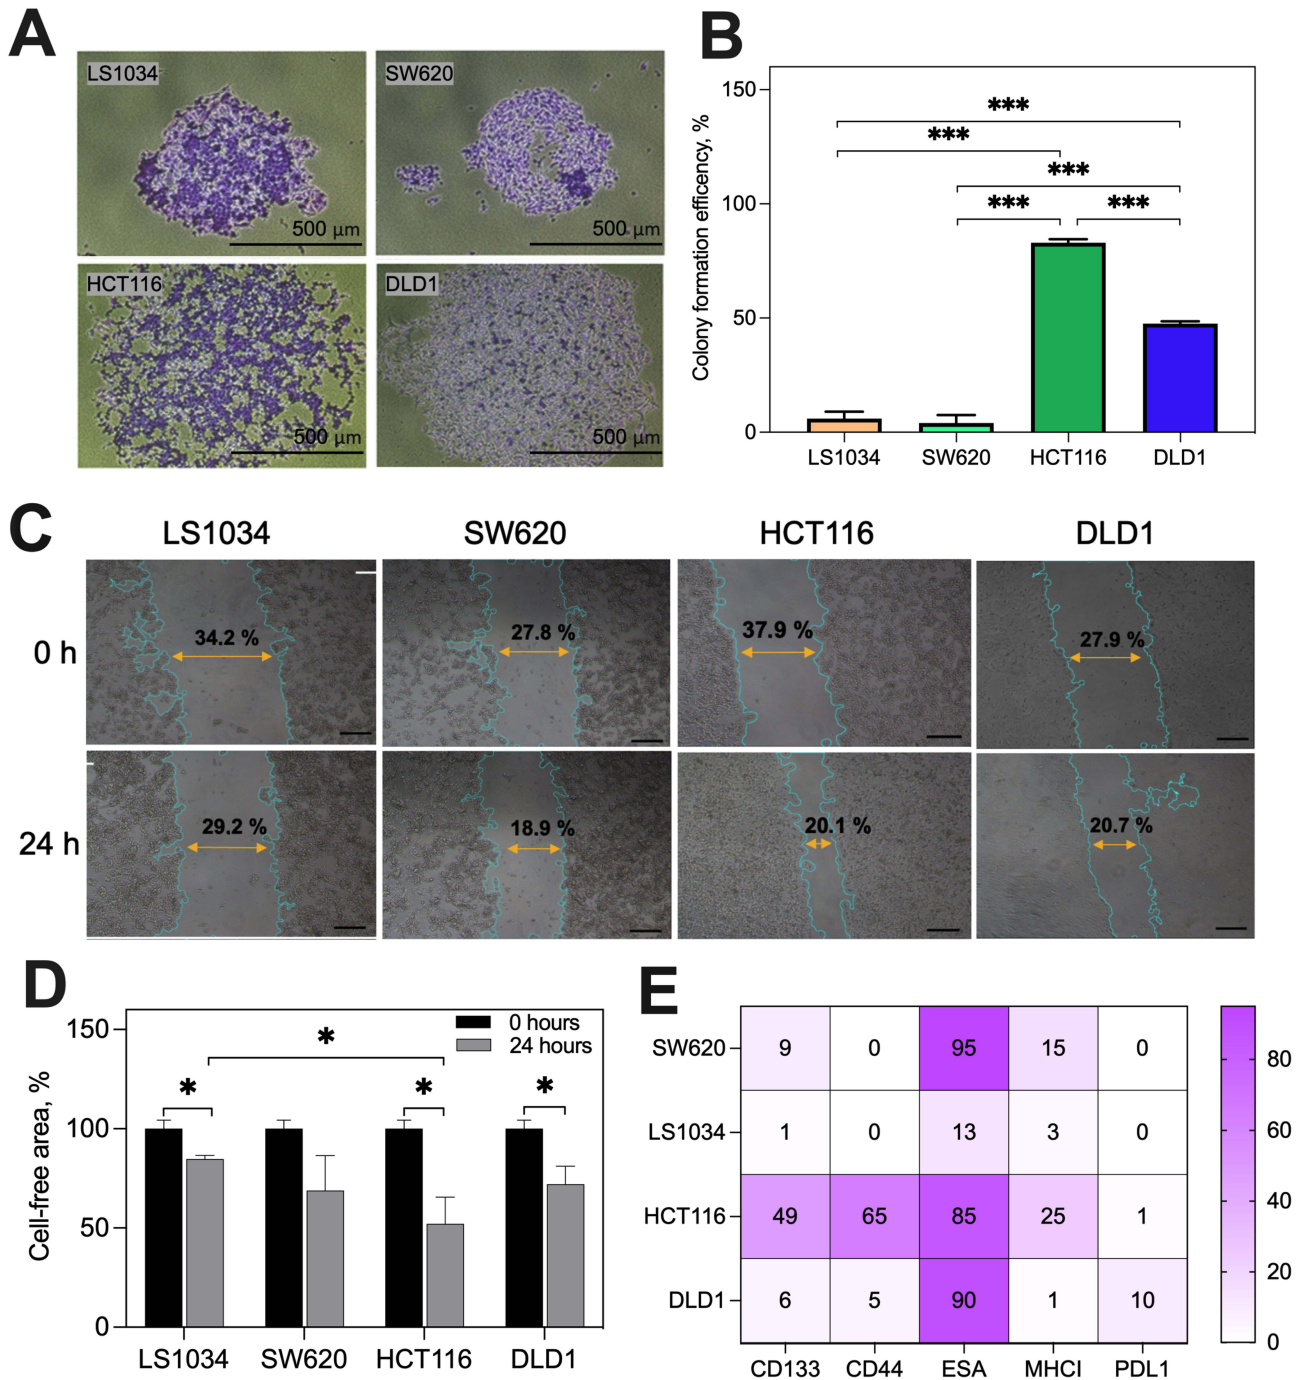 A
LS1034
SW620
500 µm
500 µm
HCT116
DLD1
500 µm
500 µm
B
Colony formation efficency, %
150
100
50
0
***
***
***
***
***
LS1034
SW620
HCT116
DLD1
C
LS1034
SW620
HCT116
DLD1
0 h
34.2 %
27.8 %
37.9 %
27.9 %
24 h
29.2 %
18.9 %
20.1 %
20.7 %
D
Cell-free area, %
150
100
50
0
0 hours
24 hours
*
*
*
*
LS1034
SW620
HCT116
DLD1
E
SW620
9 0 95 15 0
LS1034
1 0 13 3 0
HCT116
49 65 85 25 1
DLD1
6 5 90 1 10
CD133
CD44
ESA
MHCI
PDL1
80
60
40
20
0